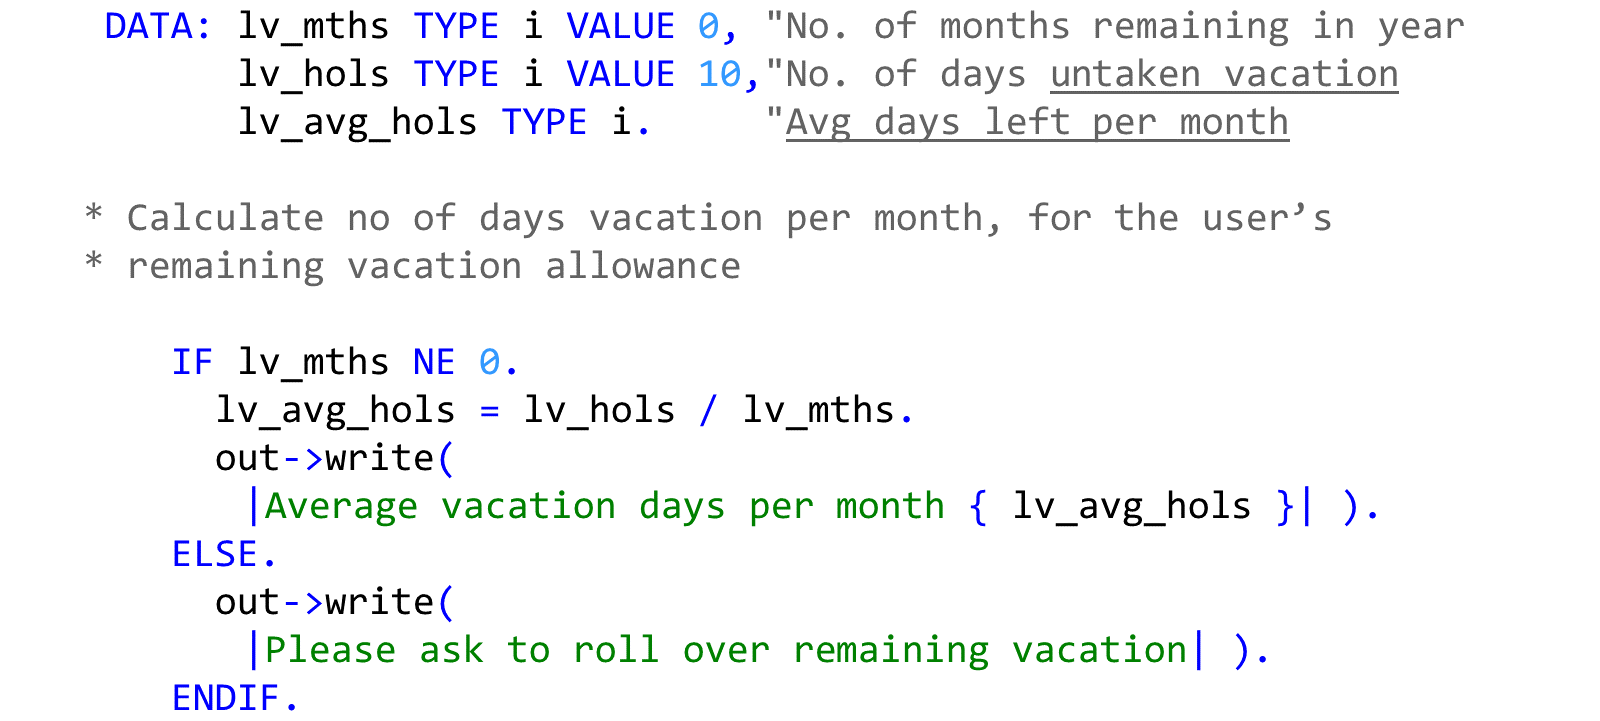 DATA: lv_mths TYPE i VALUE 0, "No. of months remaining in year
lv_hols TYPE i VALUE 10,"No. of days untaken vacation
lv_avg_hols TYPE i. "Avg days left per month
* Calculate no of days vacation per month, for the user’s
* remaining vacation allowance
IF lv_mths NE 0.
lv_avg_hols = lv_hols / lv_mths.
out->write(
|Average vacation days per month { lv_avg_hols }| ).
ELSE.
out->write(
|Please ask to roll over remaining vacation| ).
ENDIF.